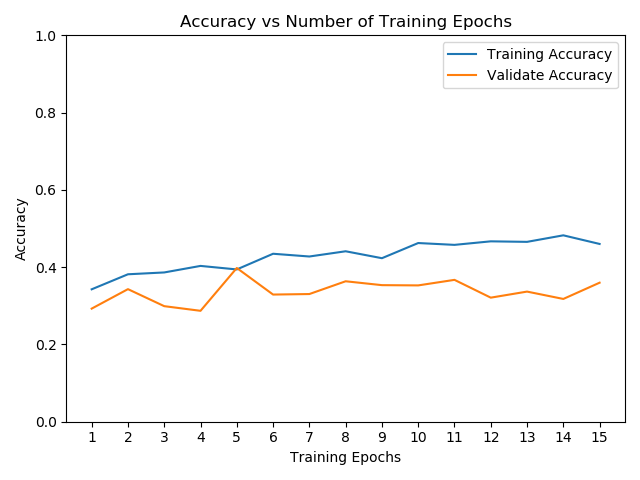 Accuracy vs Number of Training Epochs
1.0
0.8
0.6
0.4
0.2
0.0
Accuracy
Training Accuracy
Validate Accuracy
1 2 3 4 5 6 7 8 9 10 11 12 13 14 15
Training Epochs